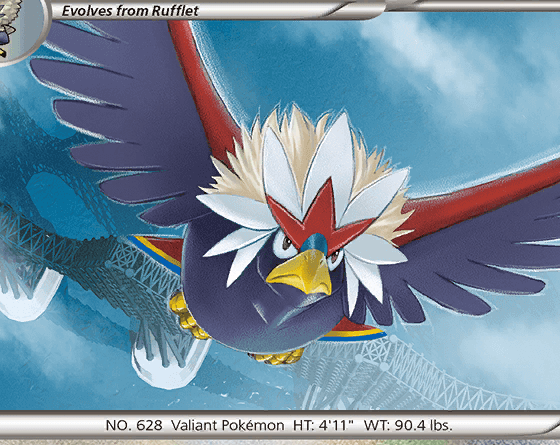 Evolves from Rufflet
NO. 628 Valiant Pokémon HT: 4'11" WT: 90.4 lbs.